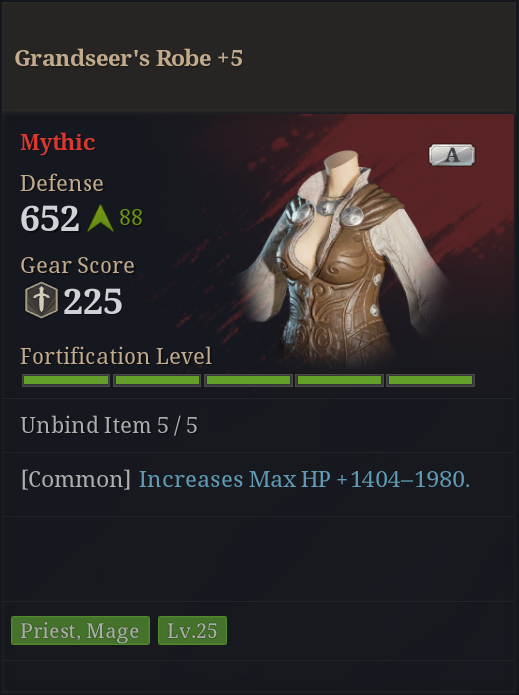 Grandseer's Robe +5
Mythic
A
Defense
652 88
Gear Score
225
Fortification Level
Unbind Item 5 / 5
[Common] Increases Max HP +1404–1980.
Priest, Mage Lv.25